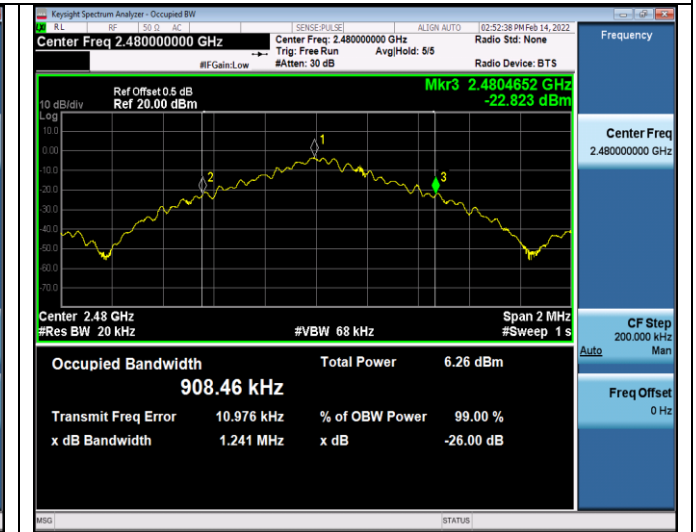 Keysight Spectrum Analyzer - Occupied BW
RL RF 50 Ω AC SENSE:PULSE ALIGN AUTO 02:52:38 PM Feb 14, 2022
Center Freq 2.480000000 GHz
Center Freq: 2.480000000 GHz
Radio Std: None
Trig: Free Run Avg|Hold: 5/5
#IFGain:Low #Atten: 30 dB Radio Device: BTS
Ref Offset 0.5 dB
10 dB/div Ref 20.00 dBm
Mkr3 2.4804652 GHz
-22.823 dBm
Log
10.0
0.00
-10.0
-20.0
-30.0
-40.0
-50.0
-60.0
-70.0
1
2
3
Center 2.48 GHz Span 2 MHz
#Res BW 20 kHz #VBW 68 kHz #Sweep 1 s
Occupied Bandwidth Total Power 6.26 dBm
908.46 kHz
Transmit Freq Error 10.976 kHz % of OBW Power 99.00 %
x dB Bandwidth 1.241 MHz x dB -26.00 dB
MSG STATUS
Frequency
Center Freq
2.480000000 GHz
CF Step
200.000 kHz
Auto Man
Freq Offset
0 Hz